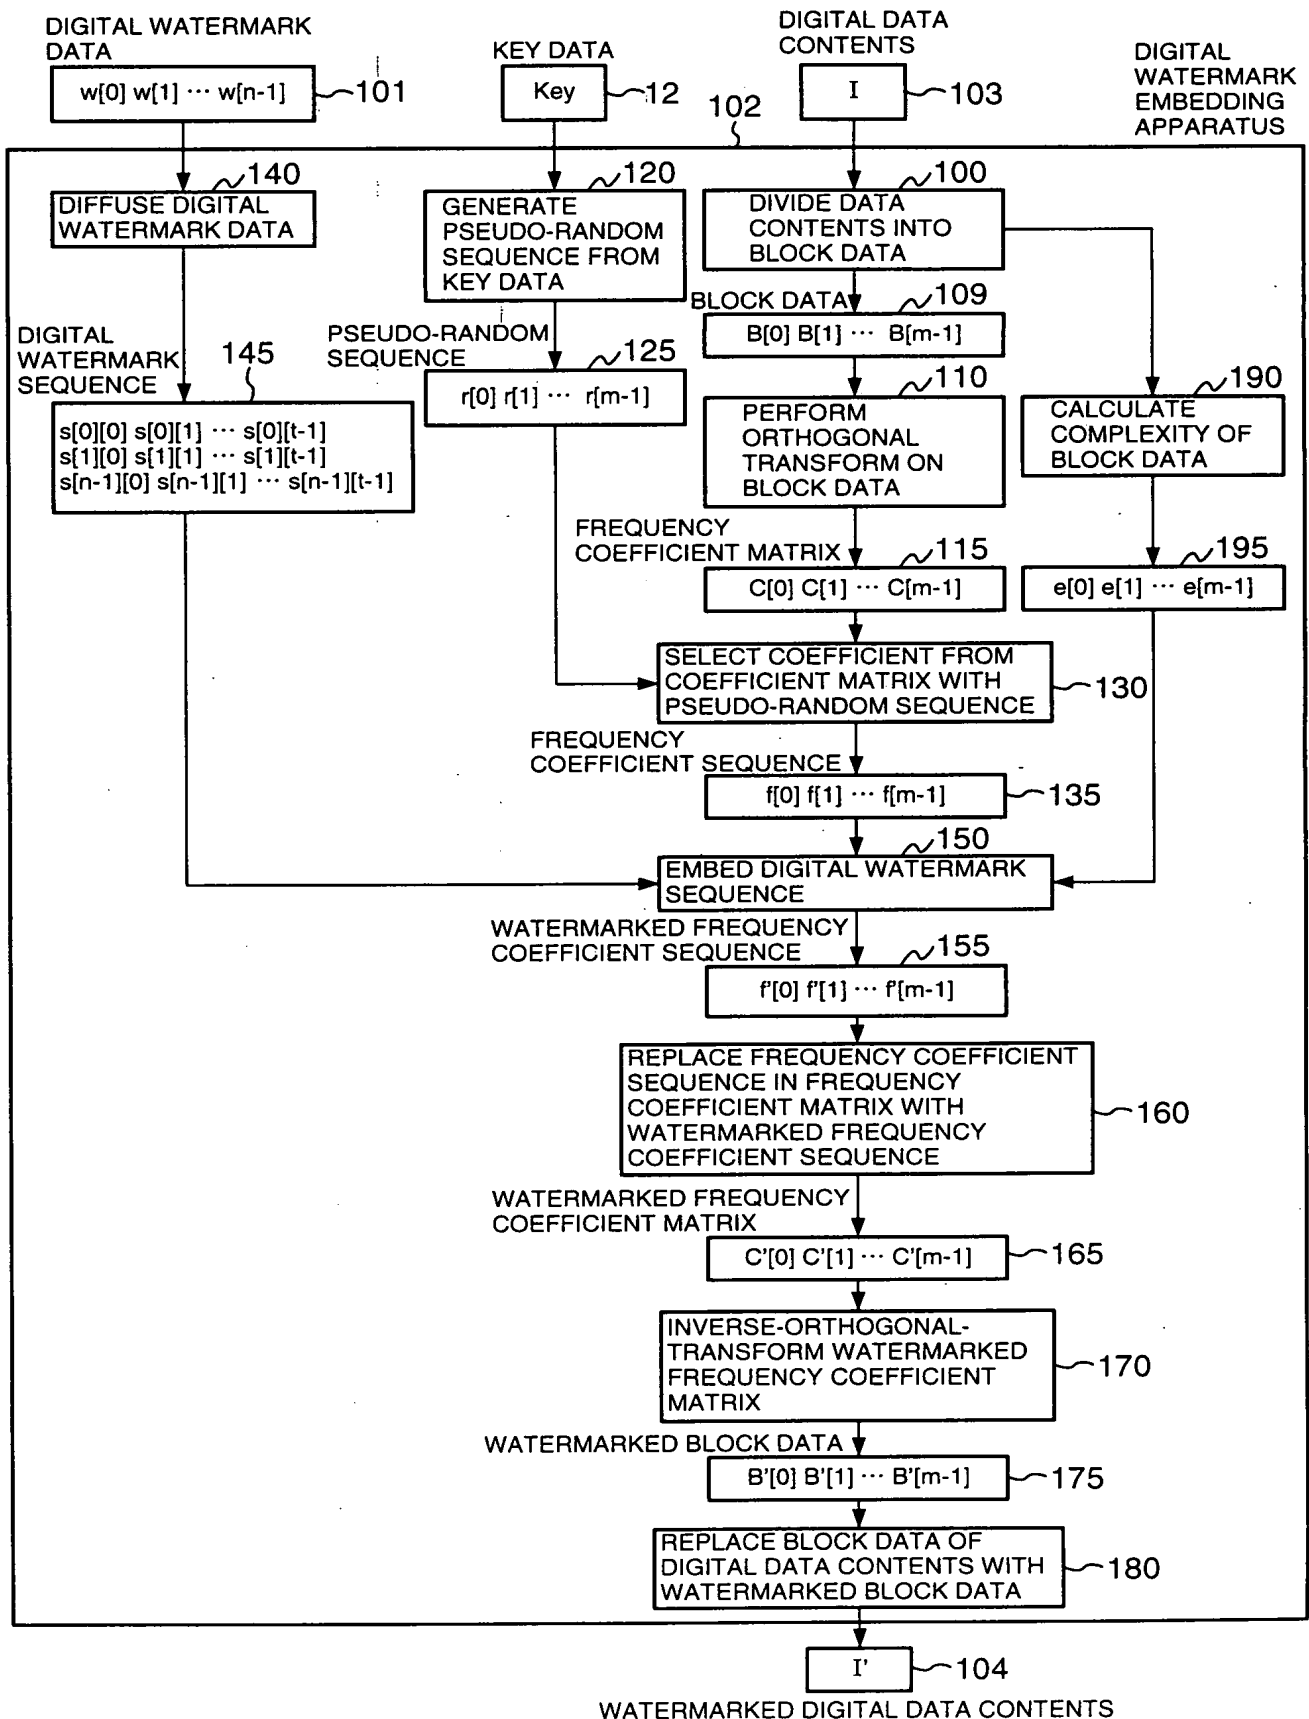 DIGITAL WATERMARK
DATA
w[0] w[1] ··· w[n-1]
101
KEY DATA
Key
12
DIGITAL DATA
CONTENTS
I
103
DIGITAL
WATERMARK
EMBEDDING
APPARATUS
102
140
DIFFUSE DIGITAL
WATERMARK DATA
120
GENERATE
PSEUDO-RANDOM
SEQUENCE FROM
KEY DATA
100
DIVIDE DATA
CONTENTS INTO
BLOCK DATA
BLOCK DATA
109
B[0] B[1] ··· B[m-1]
DIGITAL
WATERMARK
SEQUENCE
145
s[0][0] s[0][1] ··· s[0][t-1]
s[1][0] s[1][1] ··· s[1][t-1]
s[n-1][0] s[n-1][1] ··· s[n-1][t-1]
PSEUDO-RANDOM
SEQUENCE
125
r[0] r[1] ··· r[m-1]
110
PERFORM
ORTHOGONAL
TRANSFORM ON
BLOCK DATA
190
CALCULATE
COMPLEXITY OF
BLOCK DATA
FREQUENCY
COEFFICIENT MATRIX
115
C[0] C[1] ··· C[m-1]
195
e[0] e[1] ··· e[m-1]
SELECT COEFFICIENT FROM
COEFFICIENT MATRIX WITH
PSEUDO-RANDOM SEQUENCE
130
FREQUENCY
COEFFICIENT SEQUENCE
f[0] f[1] ··· f[m-1]
135
150
EMBED DIGITAL WATERMARK
SEQUENCE
WATERMARKED FREQUENCY
COEFFICIENT SEQUENCE
155
f'[0] f'[1] ··· f'[m-1]
REPLACE FREQUENCY COEFFICIENT
SEQUENCE IN FREQUENCY
COEFFICIENT MATRIX WITH
WATERMARKED FREQUENCY
COEFFICIENT SEQUENCE
160
WATERMARKED FREQUENCY
COEFFICIENT MATRIX
C'[0] C'[1] ··· C'[m-1]
165
INVERSE-ORTHOGONAL-
TRANSFORM WATERMARKED
FREQUENCY COEFFICIENT
MATRIX
170
WATERMARKED BLOCK DATA
B'[0] B'[1] ··· B'[m-1]
175
REPLACE BLOCK DATA OF
DIGITAL DATA CONTENTS WITH
WATERMARKED BLOCK DATA
180
I'
104
WATERMARKED DIGITAL DATA CONTENTS